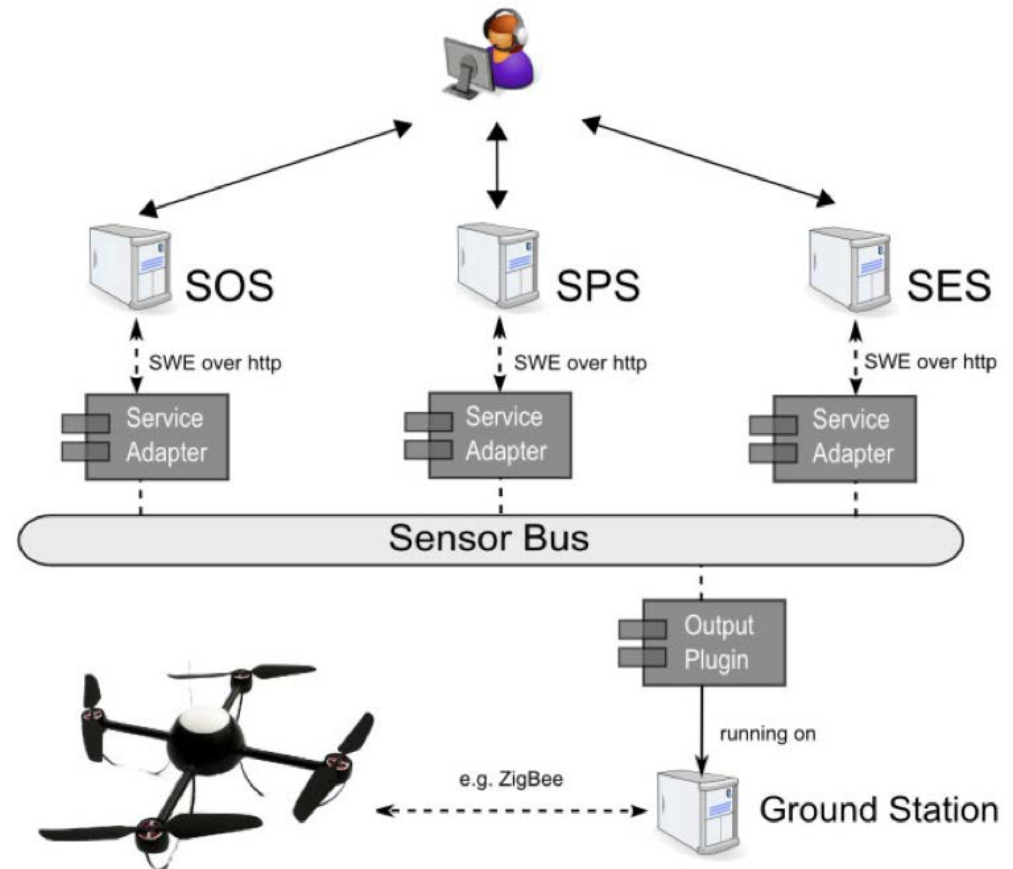 SOS
SPS
SES
SWE over http
SWE over http
SWE over http
Service
Adapter
Service
Adapter
Service
Adapter
Sensor Bus
Output
Plugin
running on
e.g. ZigBee
Ground Station